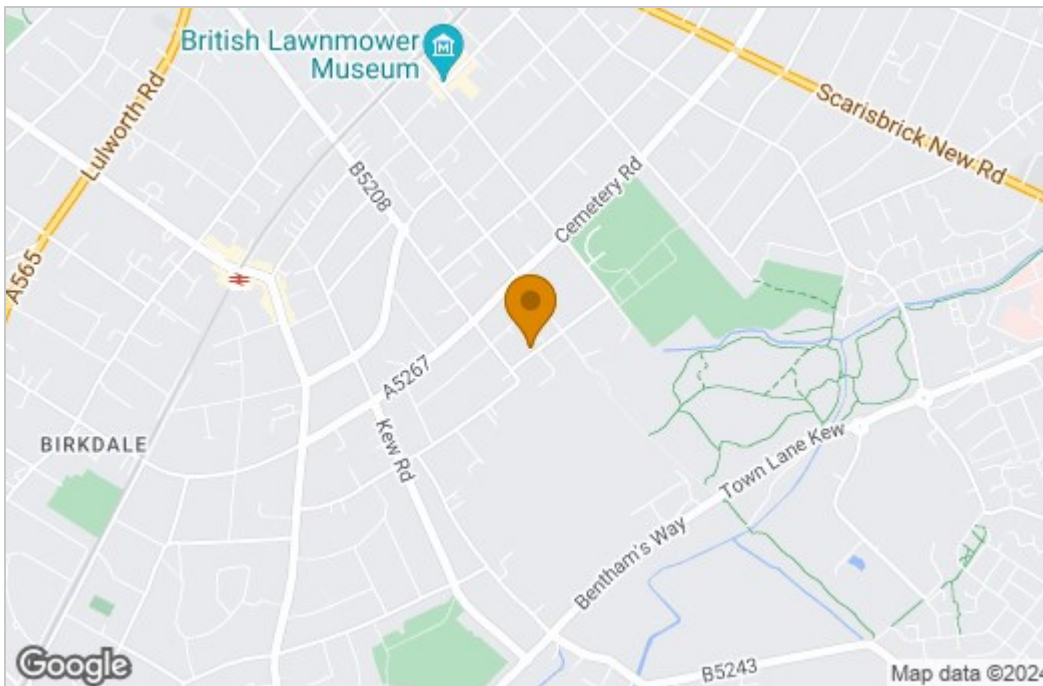 British Lawnmower
Museum
Lulworth Rd
Scarisbrick New Rd
B5208
Cemetery Rd
A565
A5267
Kew Rd
BIRKDALE
Town Lane Kew
Bentham's Way
B5243
Google
Map data ©2024